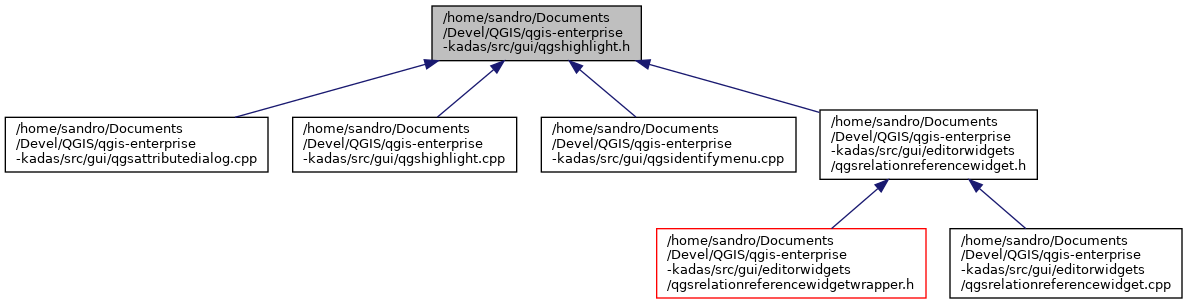 /home/sandro/Documents
/Devel/QGIS/qgis-enterprise
-kadas/src/gui/qgshighlight.h
/home/sandro/Documents
/Devel/QGIS/qgis-enterprise
-kadas/src/gui/qgsattributedialog.cpp
/home/sandro/Documents
/Devel/QGIS/qgis-enterprise
-kadas/src/gui/qgshighlight.cpp
/home/sandro/Documents
/Devel/QGIS/qgis-enterprise
-kadas/src/gui/qgsidentifymenu.cpp
/home/sandro/Documents
/Devel/QGIS/qgis-enterprise
-kadas/src/gui/editorwidgets
/qgsrelationreferencewidget.h
/home/sandro/Documents
/Devel/QGIS/qgis-enterprise
-kadas/src/gui/editorwidgets
/qgsrelationreferencewidgetwrapper.h
/home/sandro/Documents
/Devel/QGIS/qgis-enterprise
-kadas/src/gui/editorwidgets
/qgsrelationreferencewidget.cpp